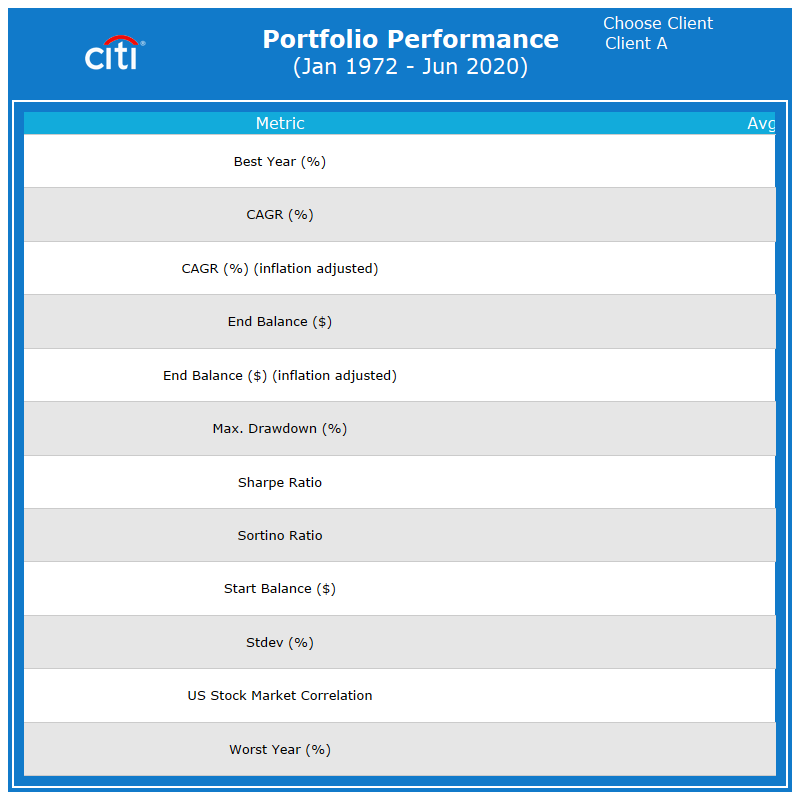 citi®
Portfolio Performance
(Jan 1972 - Jun 2020)
Choose Client
Client A
Metric Avg
Best Year (%)
CAGR (%)
CAGR (%) (inflation adjusted)
End Balance ($)
End Balance ($) (inflation adjusted)
Max. Drawdown (%)
Sharpe Ratio
Sortino Ratio
Start Balance ($)
Stdev (%)
US Stock Market Correlation
Worst Year (%)